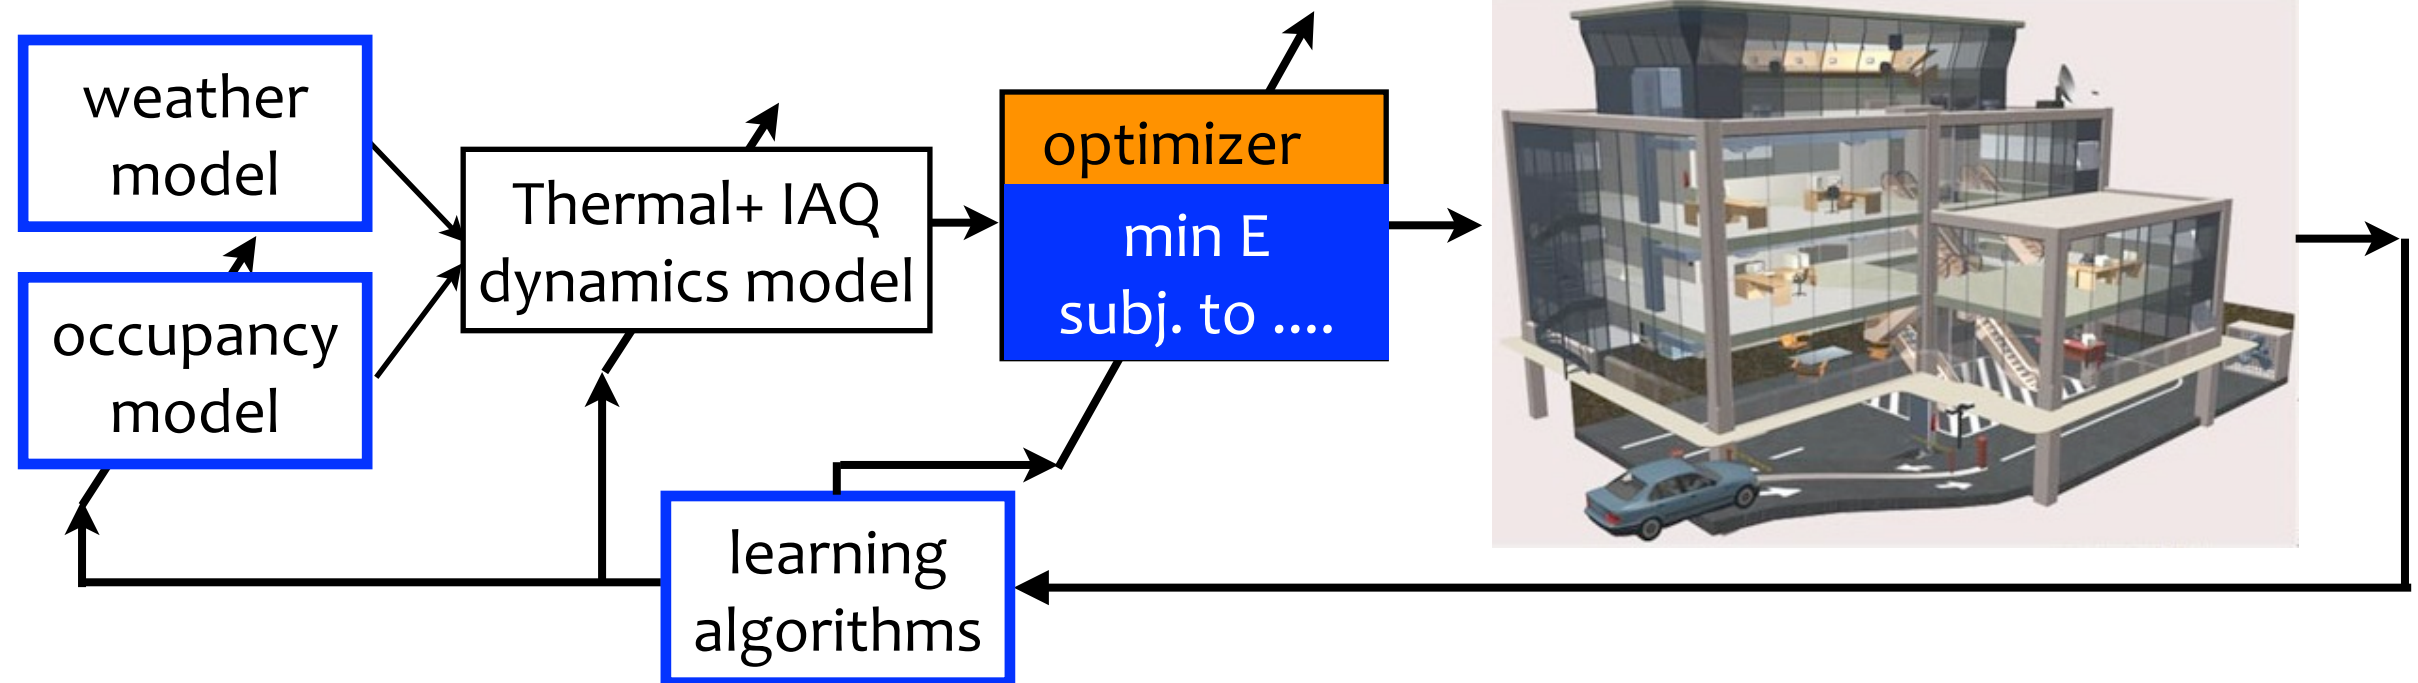 weather
model
occupancy
model
Thermal+ IAQ
dynamics model
optimizer
min E
subj. to ....
learning
algorithms